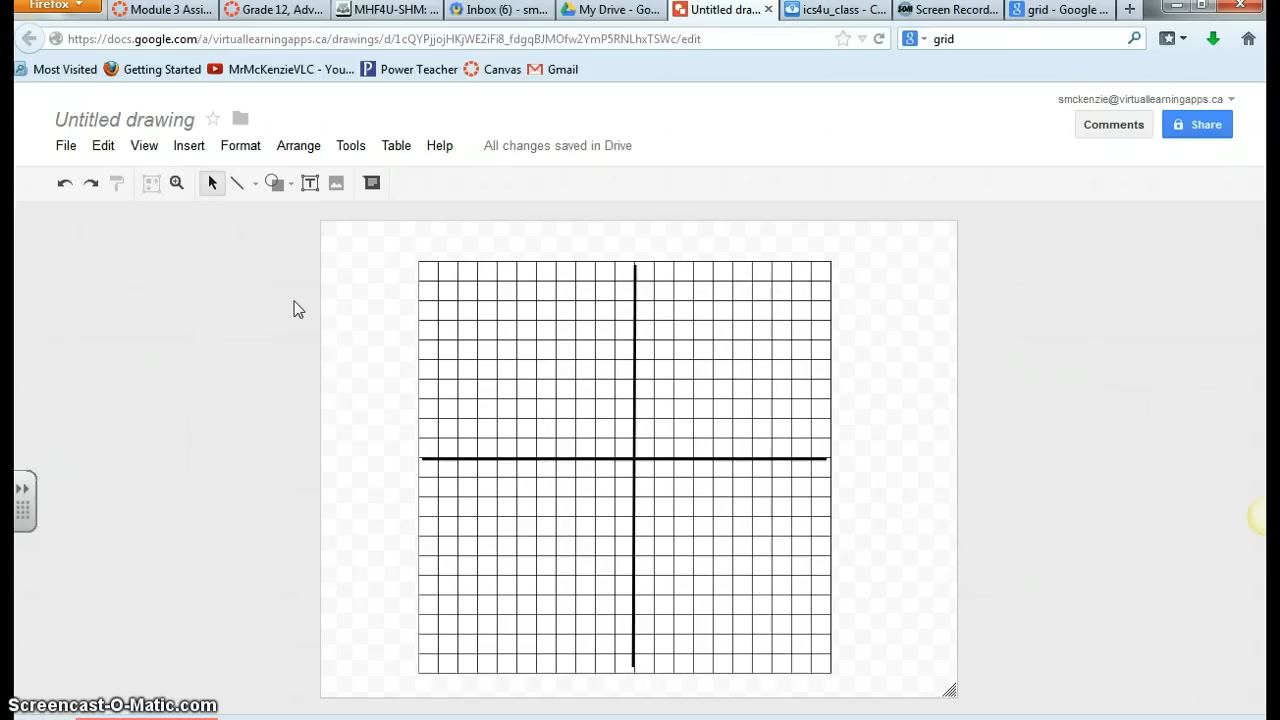 Firefox
Module 3 Assi... Grade 12, Adv... MHF4U-SHM: ... Inbox (6) - sm... My Drive - Go... Untitled dra... ics4u_class - C... Screen Record... grid - Google ...
https://docs.google.com/a/virtuallearningapps.ca/drawings/d/1cQYPjjojHKjWE2iFi8_fdgqBJMOfw2YmP5RNLhxTSWc/edit grid
Most Visited Getting Started MrMcKenzieVLC - Yo... Power Teacher Canvas Gmail
smckenzie@virtuallearningapps.ca
Untitled drawing
Comments Share
File Edit View Insert Format Arrange Tools Table Help All changes saved in Drive
Screencast-O-Matic.com